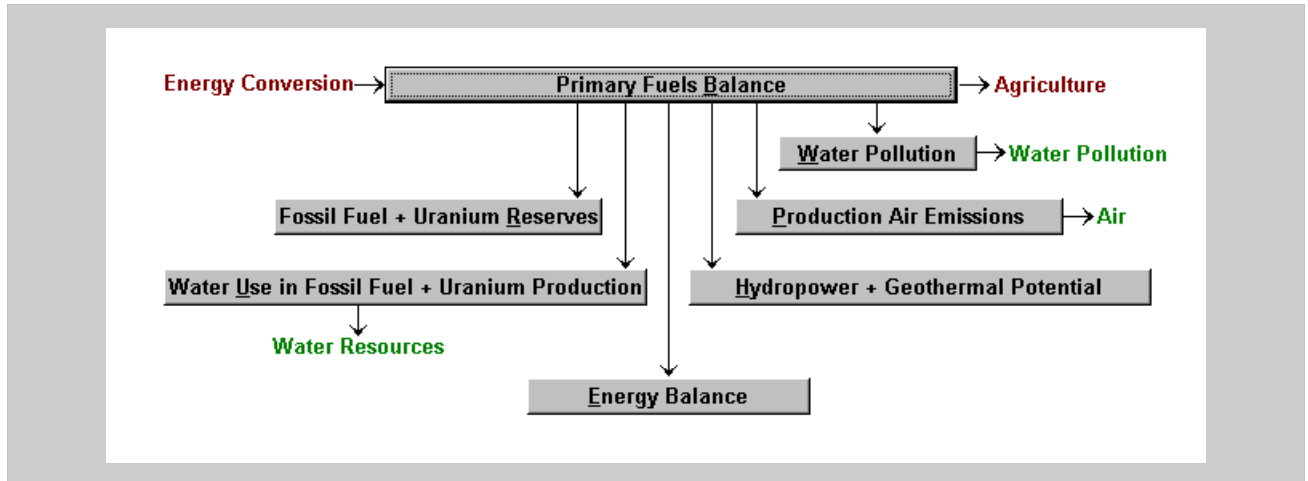 Energy Conversion
Primary Fuels Balance
Agriculture
Water Pollution
Water Pollution
Fossil Fuel + Uranium Reserves
Production Air Emissions
Air
Water Use in Fossil Fuel + Uranium Production
Hydropower + Geothermal Potential
Water Resources
Energy Balance